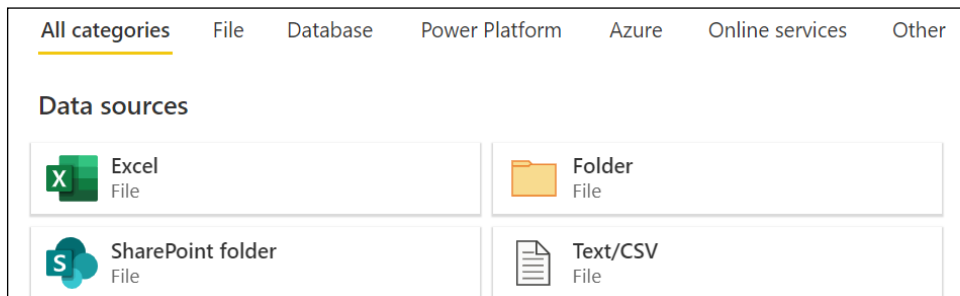 All categories File Database Power Platform Azure Online services Other
Data sources
Excel
File
Folder
File
SharePoint folder
File
Text/CSV
File